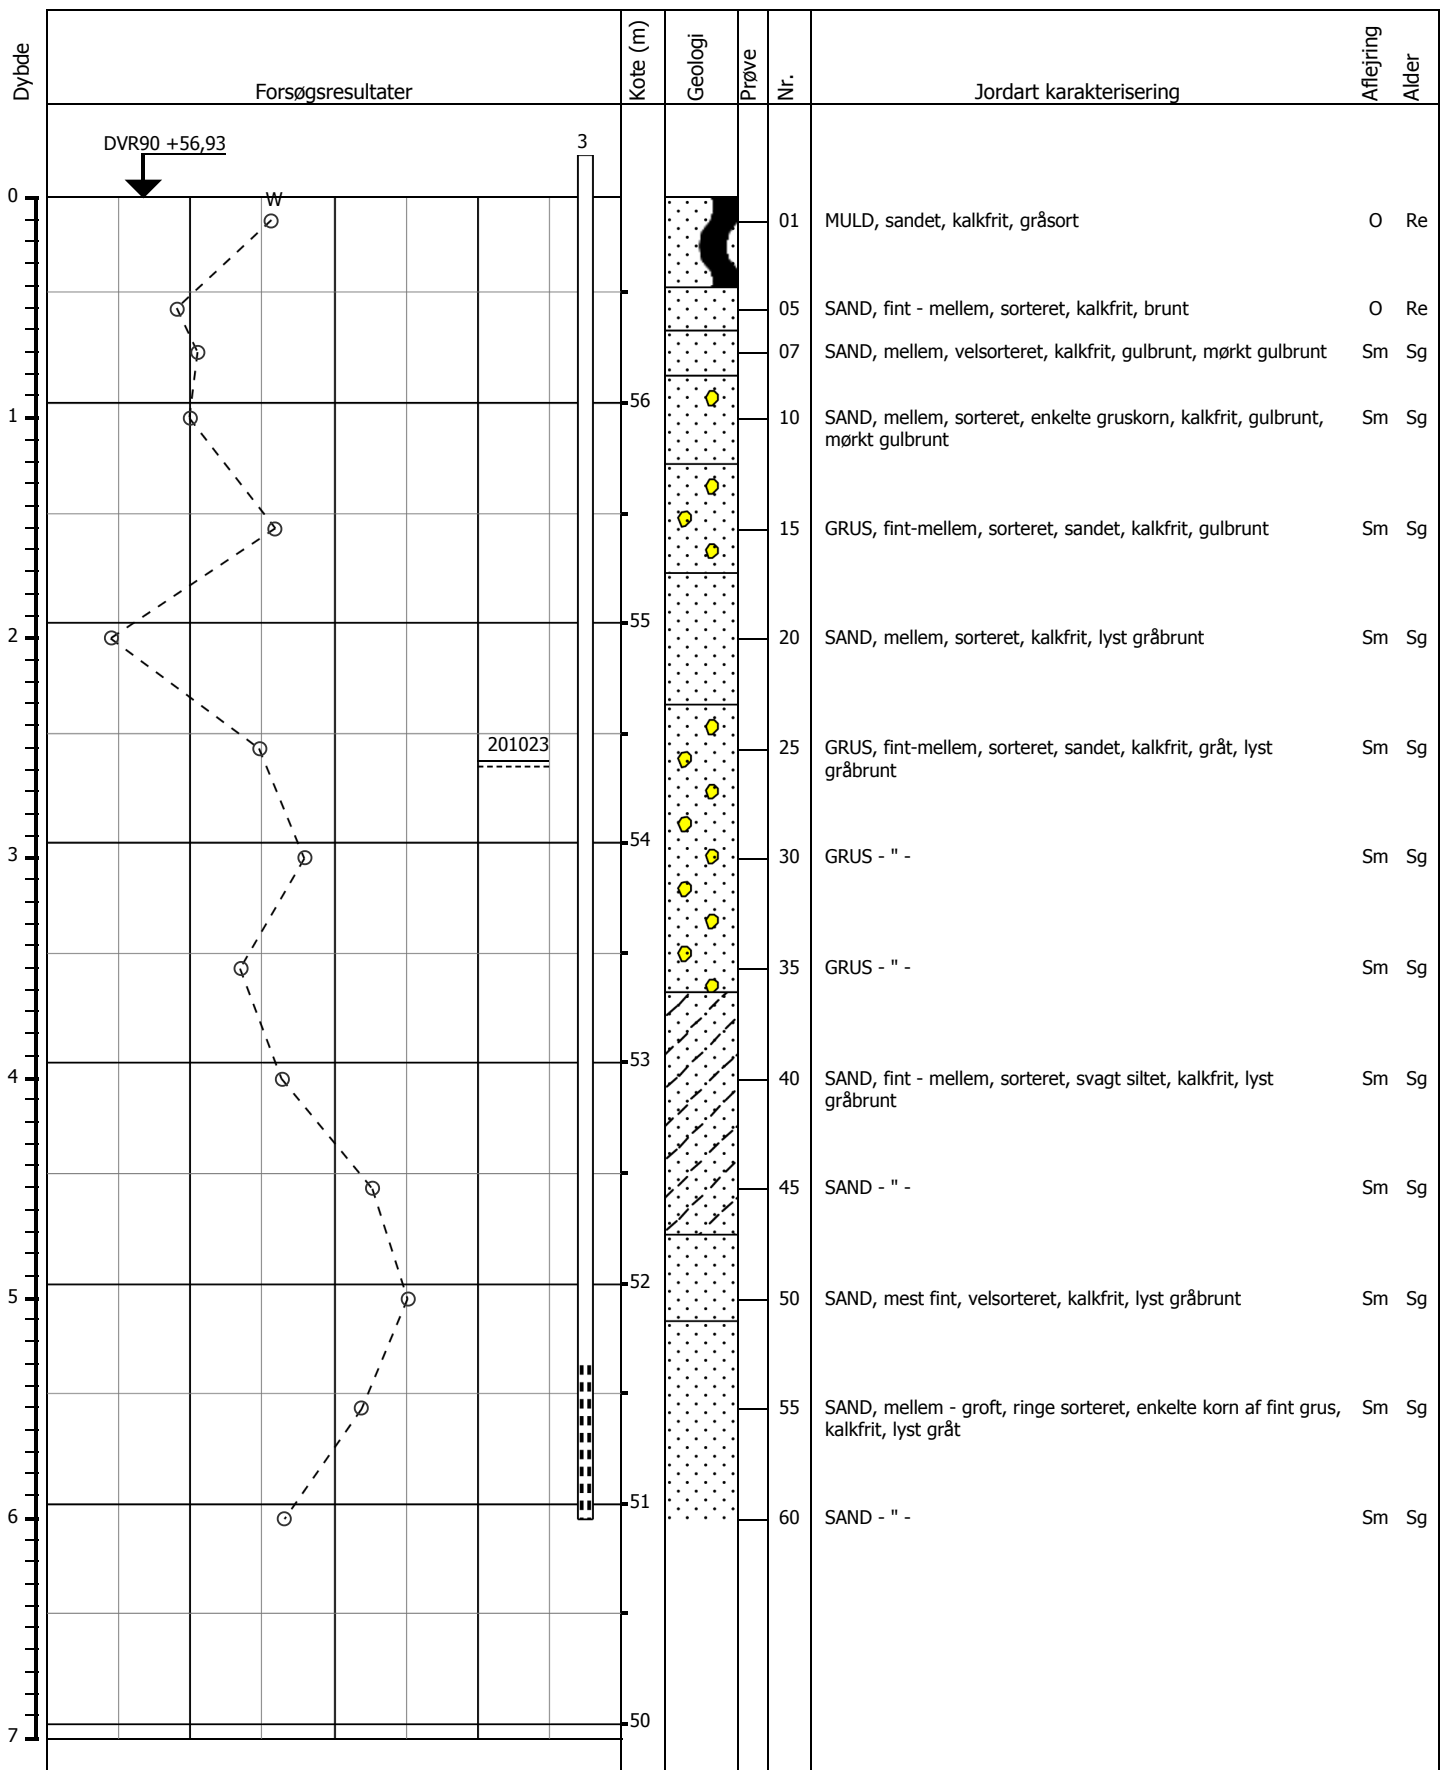 Dybde
Forsøgsresultater
Kote (m)
Geologi
Prøve
Nr.
Jordart karakterisering
Aflejring
Alder
DVR90 +56,93
3
0
W
01 MULD, sandet, kalkfrit, gråsort O Re
05 SAND, fint - mellem, sorteret, kalkfrit, brunt O Re
07 SAND, mellem, velsorteret, kalkfrit, gulbrunt, mørkt gulbrunt Sm Sg
56
1
10 SAND, mellem, sorteret, enkelte gruskorn, kalkfrit, gulbrunt, Sm Sg
mørkt gulbrunt
15 GRUS, fint-mellem, sorteret, sandet, kalkfrit, gulbrunt Sm Sg
55
2
20 SAND, mellem, sorteret, kalkfrit, lyst gråbrunt Sm Sg
201023
25 GRUS, fint-mellem, sorteret, sandet, kalkfrit, gråt, lyst Sm Sg
gråbrunt
54
3
30 GRUS - " - Sm Sg
35 GRUS - " - Sm Sg
53
4
40 SAND, fint - mellem, sorteret, svagt siltet, kalkfrit, lyst Sm Sg
gråbrunt
45 SAND - " - Sm Sg
52
5
50 SAND, mest fint, velsorteret, kalkfrit, lyst gråbrunt Sm Sg
55 SAND, mellem - groft, ringe sorteret, enkelte korn af fint grus, Sm Sg
kalkfrit, lyst gråt
51
6
60 SAND - " - Sm Sg
50
7